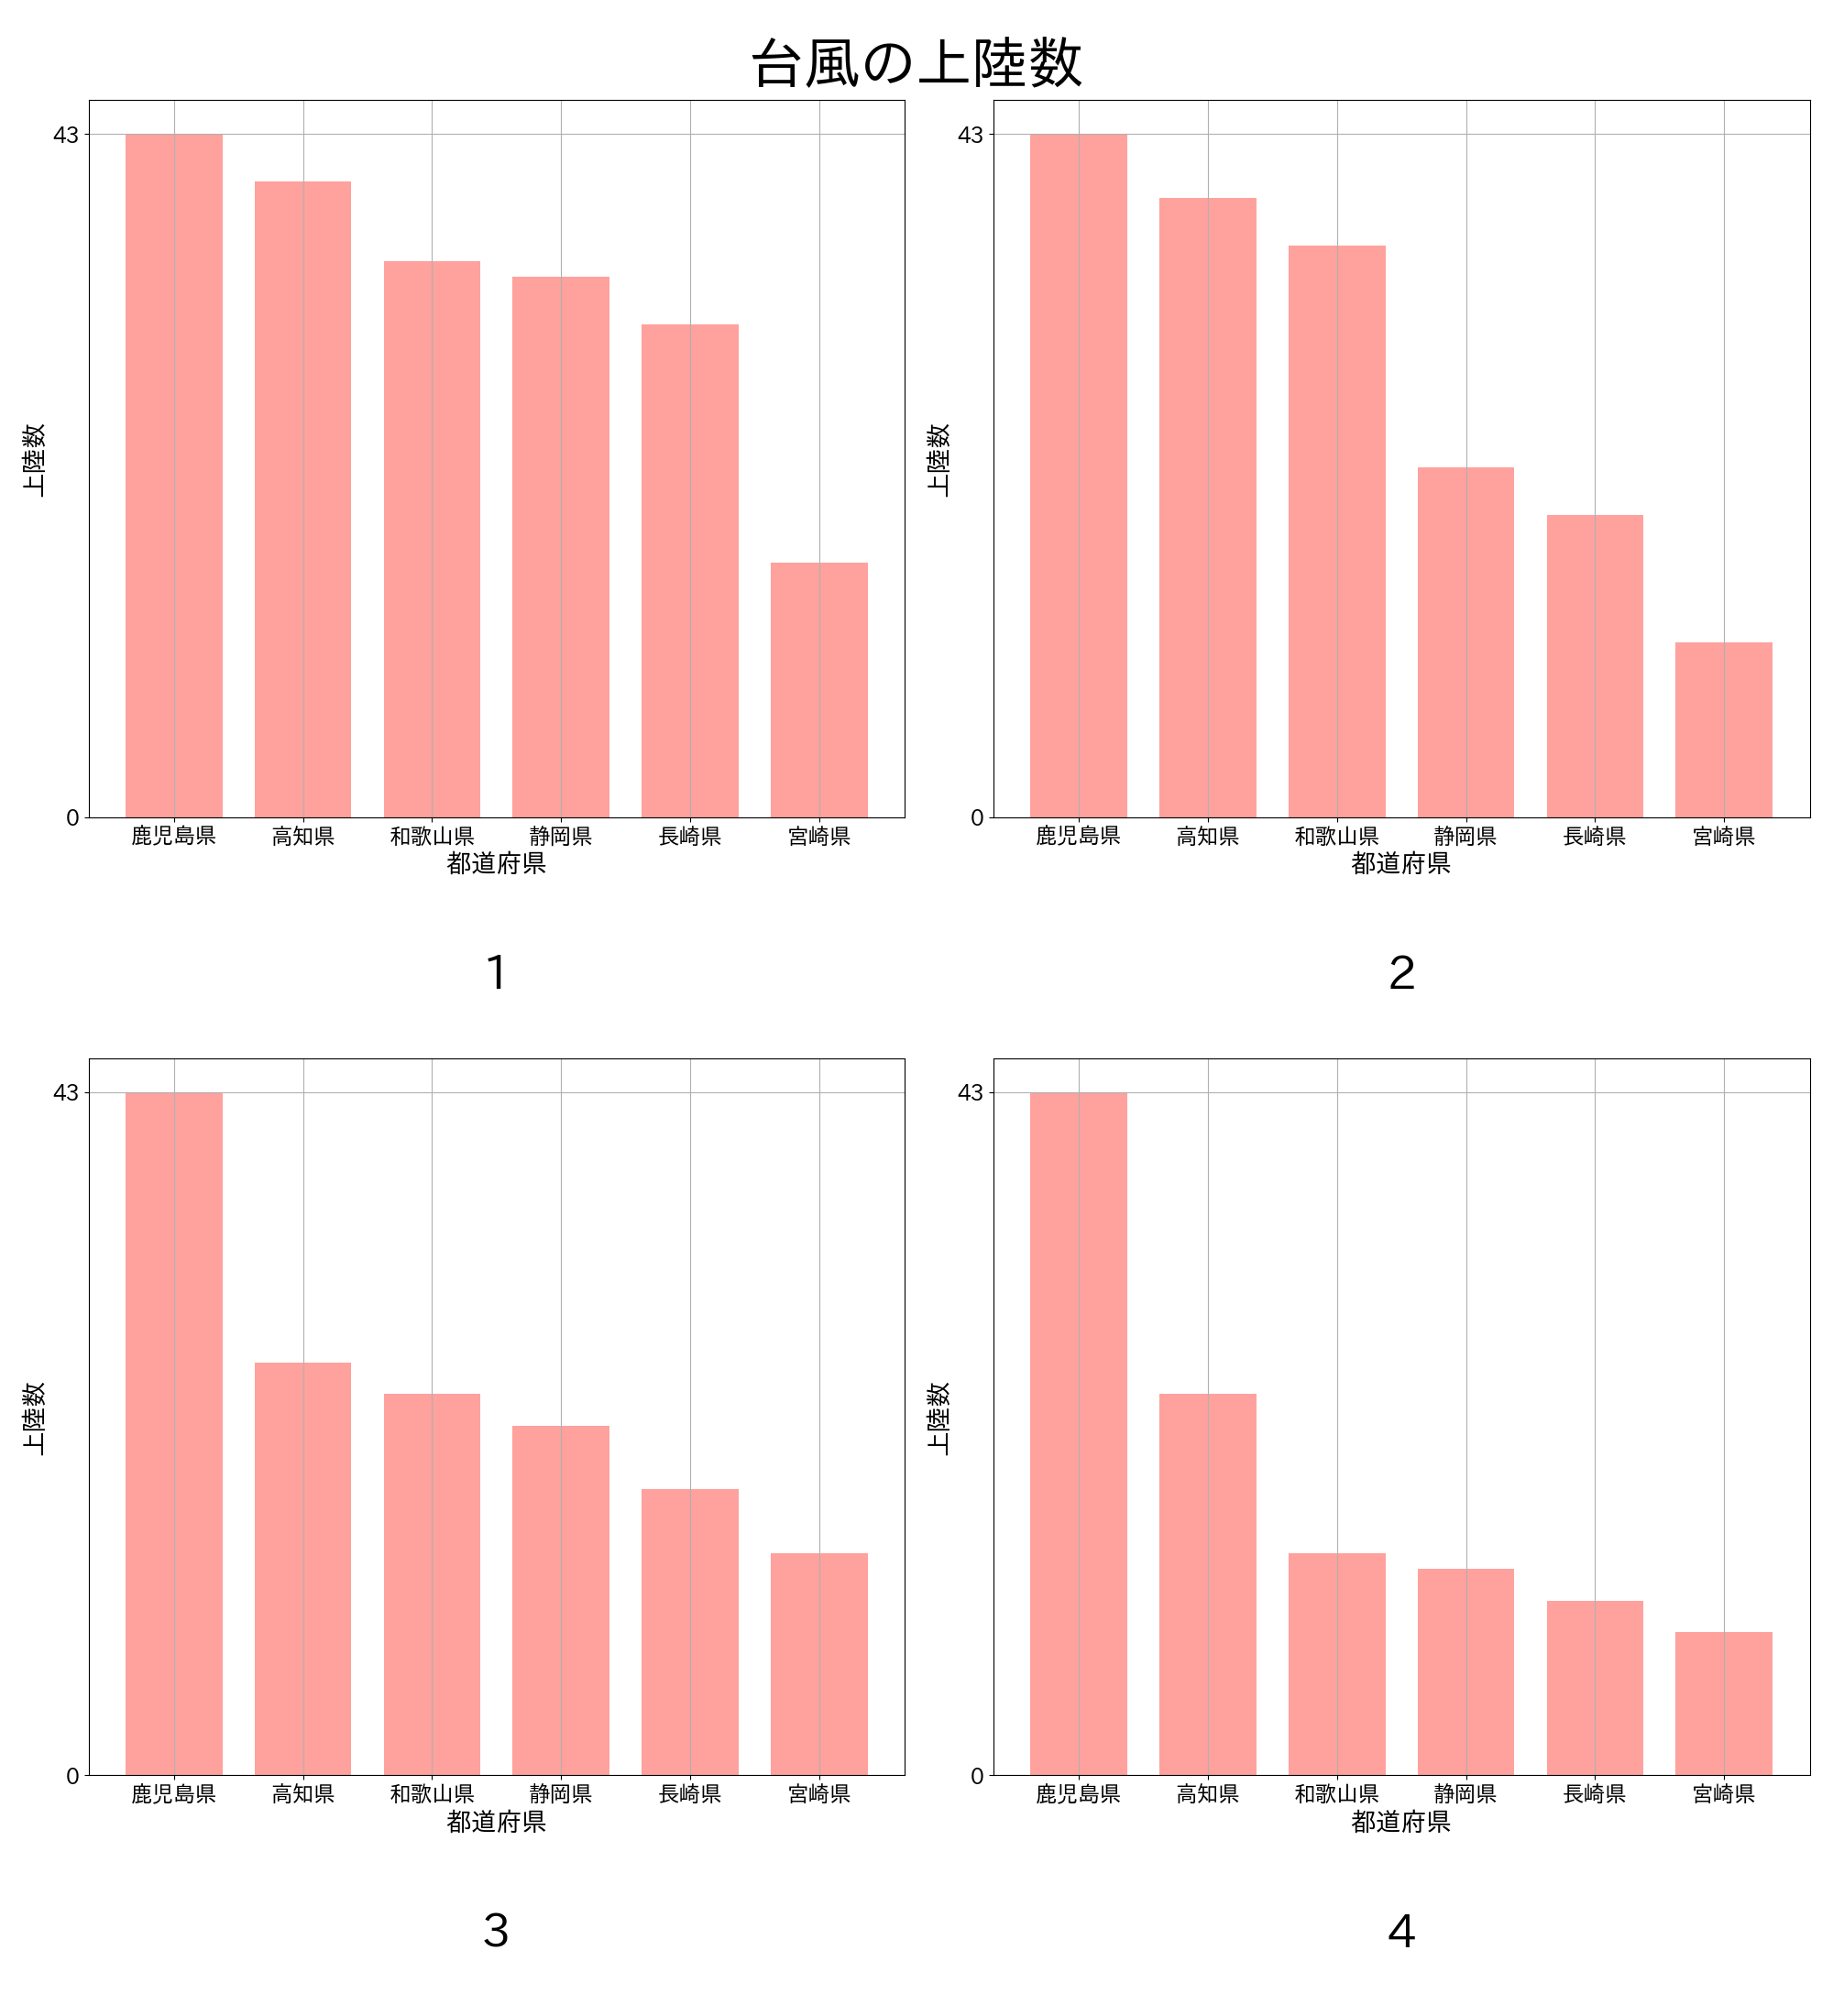 台風の上陸数
43
0
上陸数
鹿児島県 高知県 和歌山県 静岡県 長崎県 宮崎県
都道府県
1
43
0
上陸数
鹿児島県 高知県 和歌山県 静岡県 長崎県 宮崎県
都道府県
2
43
0
上陸数
鹿児島県 高知県 和歌山県 静岡県 長崎県 宮崎県
都道府県
3
43
0
上陸数
鹿児島県 高知県 和歌山県 静岡県 長崎県 宮崎県
都道府県
4